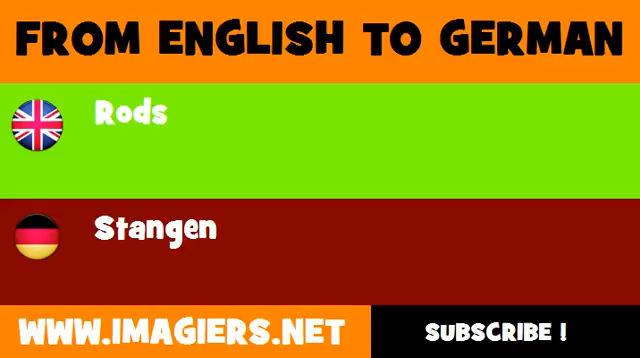 FROM ENGLISH TO GERMAN
Rods
Stangen
WWW.IMAGIERS.NET
SUBSCRIBE !